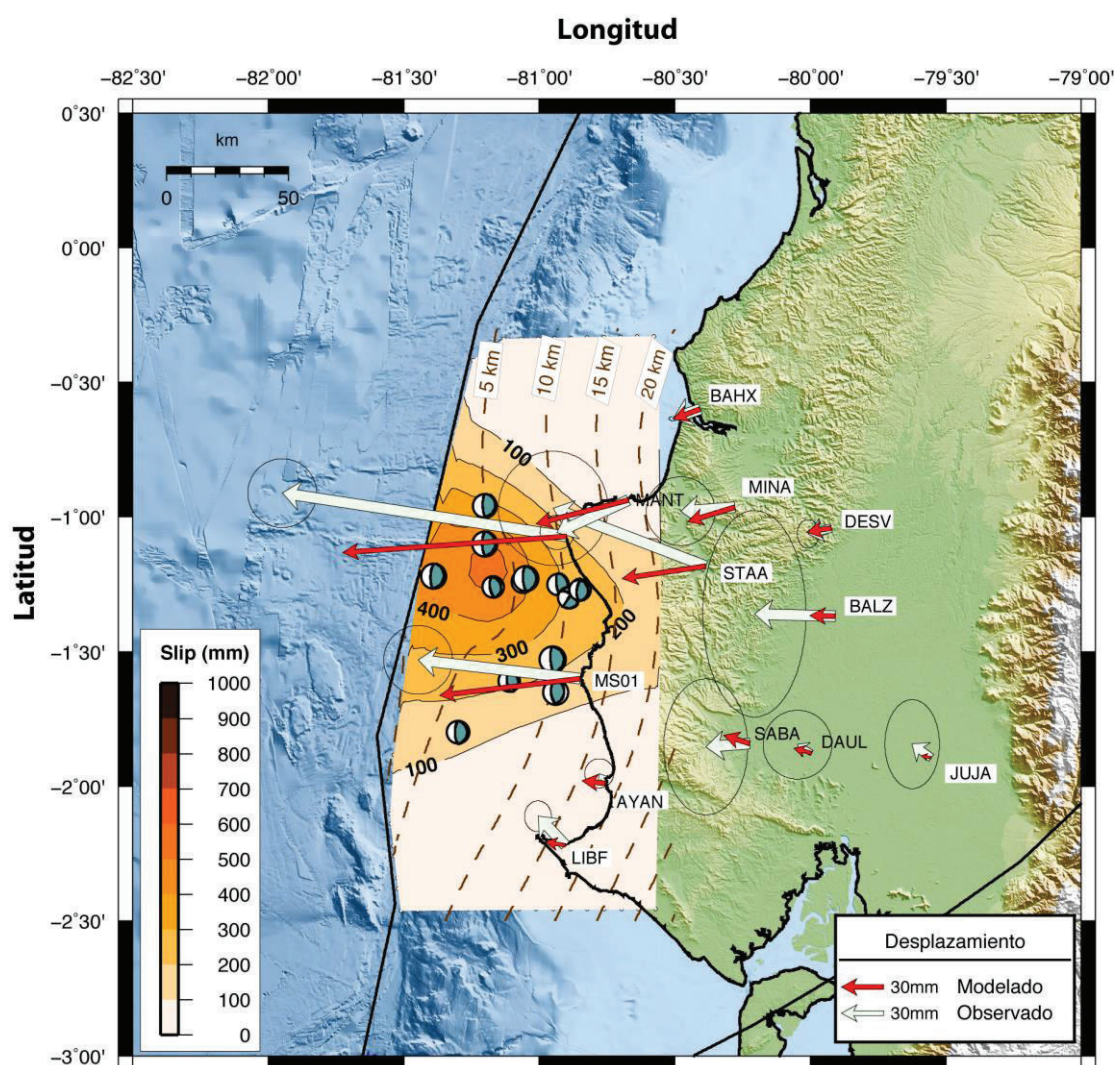 Longitud
−82˚30' −82˚00' −81˚30' −81˚00' −80˚30' −80˚00' −79˚30' −79˚00'
0˚30'
km
0 50
0˚00'
5 km
10 km
15 km
20 km
−0˚30'
BAHX
100
MANT
MINA
−1˚00'
DESV
STAA
400
BALZ
200
300
−1˚30'
MS01
SABA
DAUL
JUJA
100
AYAN
−2˚00'
LIBF
−2˚30'
−3˚00'
Latitud
Slip (mm)
1000
900
800
700
600
500
400
300
200
100
0
Desplazamiento
30mm Modelado
30mm Observado